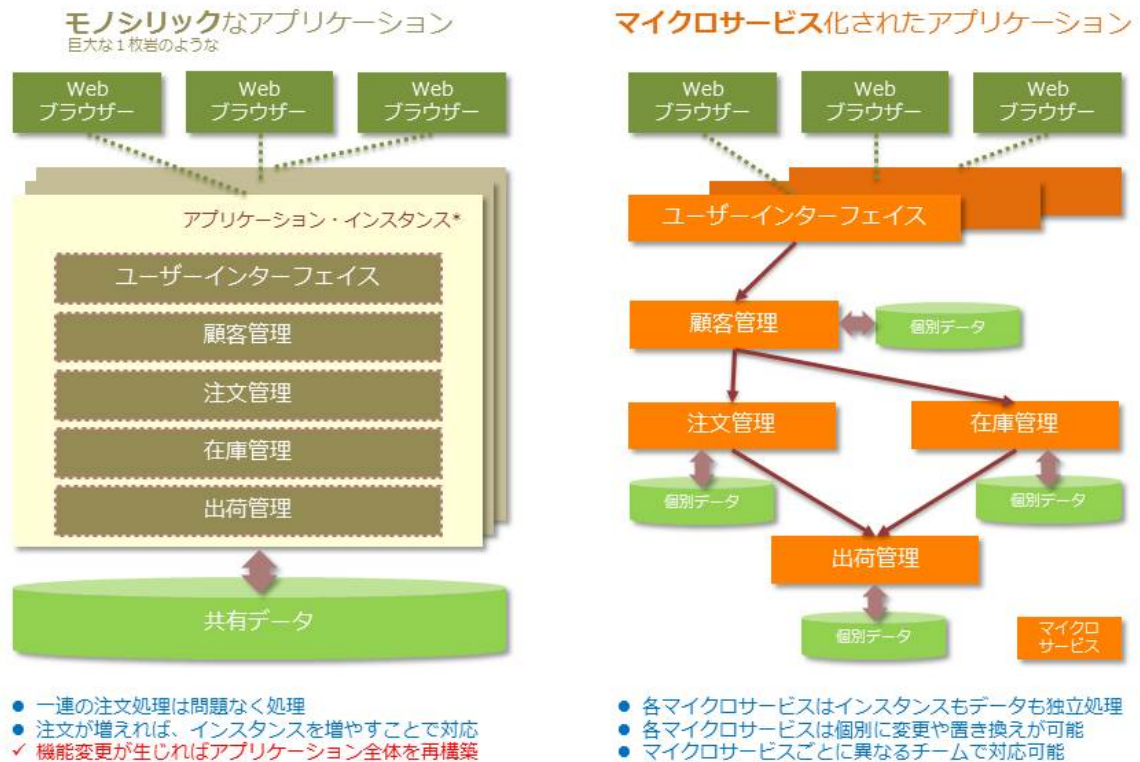 モノシリックなアプリケーション
巨大な１枚岩のような
Web
ブラウザー
Web
ブラウザー
Web
ブラウザー
アプリケーション・インスタンス*
ユーザーインターフェイス
顧客管理
注文管理
在庫管理
出荷管理
共有データ
● 一連の注文処理は問題なく処理
● 注文が増えれば、インスタンスを増やすことで対応
✓ 機能変更が生じればアプリケーション全体を再構築
マイクロサービス化されたアプリケーション
Web
ブラウザー
Web
ブラウザー
Web
ブラウザー
ユーザーインターフェイス
顧客管理
個別データ
注文管理
在庫管理
個別データ
個別データ
出荷管理
個別データ
マイクロ
サービス
● 各マイクロサービスはインスタンスもデータも独立処理
● 各マイクロサービスは個別に変更や置き換えが可能
● マイクロサービスごとに異なるチームで対応可能